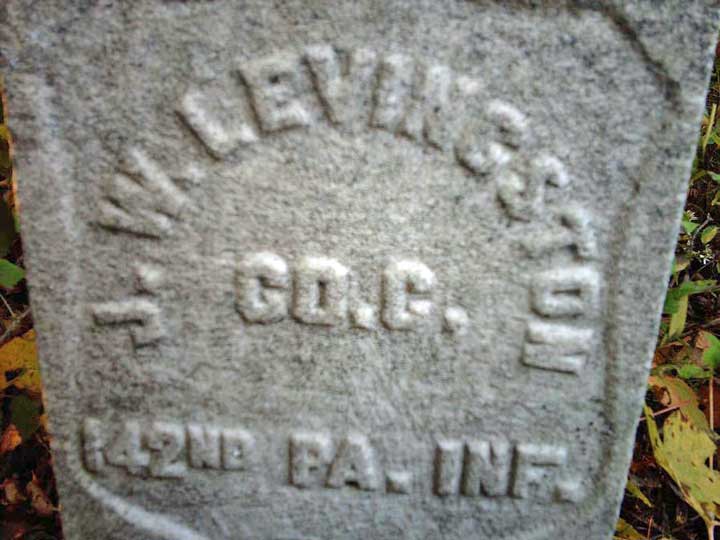 J. W. LEVINGSTON
CO. C.
142ND PA. INF.